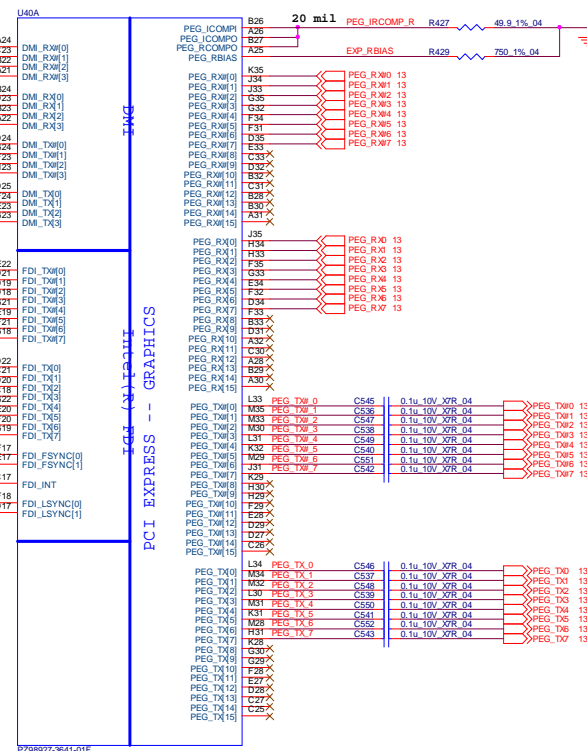 U40A
20 mil
PEG_ICOMPI B26 PEG_IRCOMP_R R427 49.9_1%_04
PEG_ICOMPO A26
PEG_RCOMPO B27
PEG_RBIAS A25 EXP_RBIAS R429 750_1%_04
DMI_RX#[0]
DMI_RX#[1]
DMI_RX#[2]
DMI_RX#[3]
DMI_RX[0]
DMI_RX[1]
DMI_RX[2]
DMI_RX[3]
DMI_TX#[0]
DMI_TX#[1]
DMI_TX#[2]
DMI_TX#[3]
DMI_TX[0]
DMI_TX[1]
DMI_TX[2]
DMI_TX[3]
DMI
FDI_TX#[0]
FDI_TX#[1]
FDI_TX#[2]
FDI_TX#[3]
FDI_TX#[4]
FDI_TX#[5]
FDI_TX#[6]
FDI_TX#[7]
FDI_TX[0]
FDI_TX[1]
FDI_TX[2]
FDI_TX[3]
FDI_TX[4]
FDI_TX[5]
FDI_TX[6]
FDI_TX[7]
FDI_FSYNC[0]
FDI_FSYNC[1]
FDI_INT
FDI_LSYNC[0]
FDI_LSYNC[1]
Intel(R) FDI
PCI EXPRESS -- GRAPHICS
PEG_RX#[0] K35 PEG_RX#0 13
PEG_RX#[1] J34 PEG_RX#1 13
PEG_RX#[2] J33 PEG_RX#2 13
PEG_RX#[3] G35 PEG_RX#3 13
PEG_RX#[4] G32 PEG_RX#4 13
PEG_RX#[5] F34 PEG_RX#5 13
PEG_RX#[6] F31 PEG_RX#6 13
PEG_RX#[7] D35 PEG_RX#7 13
PEG_RX#[8] E33
PEG_RX#[9] C33
PEG_RX#[10] D32
PEG_RX#[11] B32
PEG_RX#[12] C31
PEG_RX#[13] B28
PEG_RX#[14] B30
PEG_RX#[15] A31
PEG_RX[0] J35 PEG_RX0 13
PEG_RX[1] H34 PEG_RX1 13
PEG_RX[2] H33 PEG_RX2 13
PEG_RX[3] F35 PEG_RX3 13
PEG_RX[4] G33 PEG_RX4 13
PEG_RX[5] E34 PEG_RX5 13
PEG_RX[6] F32 PEG_RX6 13
PEG_RX[7] D34 PEG_RX7 13
PEG_RX[8] F33
PEG_RX[9] B33
PEG_RX[10] D31
PEG_RX[11] A32
PEG_RX[12] C30
PEG_RX[13] A28
PEG_RX[14] B29
PEG_RX[15] A30
PEG_TX#[0] L33 PEG_TX#_0 C545 0.1u_10V_X7R_04 PEG_TX#0 13
PEG_TX#[1] M35 PEG_TX#_1 C536 0.1u_10V_X7R_04 PEG_TX#1 13
PEG_TX#[2] M33 PEG_TX#_2 C547 0.1u_10V_X7R_04 PEG_TX#2 13
PEG_TX#[3] M30 PEG_TX#_3 C538 0.1u_10V_X7R_04 PEG_TX#3 13
PEG_TX#[4] L31 PEG_TX#_4 C549 0.1u_10V_X7R_04 PEG_TX#4 13
PEG_TX#[5] K32 PEG_TX#_5 C540 0.1u_10V_X7R_04 PEG_TX#5 13
PEG_TX#[6] M29 PEG_TX#_6 C551 0.1u_10V_X7R_04 PEG_TX#6 13
PEG_TX#[7] J31 PEG_TX#_7 C542 0.1u_10V_X7R_04 PEG_TX#7 13
PEG_TX#[8] K29
PEG_TX#[9] H30
PEG_TX#[10] H29
PEG_TX#[11] F29
PEG_TX#[12] E28
PEG_TX#[13] D29
PEG_TX#[14] D27
PEG_TX#[15] C26
PEG_TX[0] L34 PEG_TX_0 C546 0.1u_10V_X7R_04 PEG_TX0 13
PEG_TX[1] M34 PEG_TX_1 C537 0.1u_10V_X7R_04 PEG_TX1 13
PEG_TX[2] M32 PEG_TX_2 C548 0.1u_10V_X7R_04 PEG_TX2 13
PEG_TX[3] L30 PEG_TX_3 C539 0.1u_10V_X7R_04 PEG_TX3 13
PEG_TX[4] M31 PEG_TX_4 C550 0.1u_10V_X7R_04 PEG_TX4 13
PEG_TX[5] K31 PEG_TX_5 C541 0.1u_10V_X7R_04 PEG_TX5 13
PEG_TX[6] M28 PEG_TX_6 C552 0.1u_10V_X7R_04 PEG_TX6 13
PEG_TX[7] H31 PEG_TX_7 C543 0.1u_10V_X7R_04 PEG_TX7 13
PEG_TX[8] K28
PEG_TX[9] G30
PEG_TX[10] G29
PEG_TX[11] F28
PEG_TX[12] E27
PEG_TX[13] D28
PEG_TX[14] C27
PEG_TX[15] C25
PZ98927-3641-01F